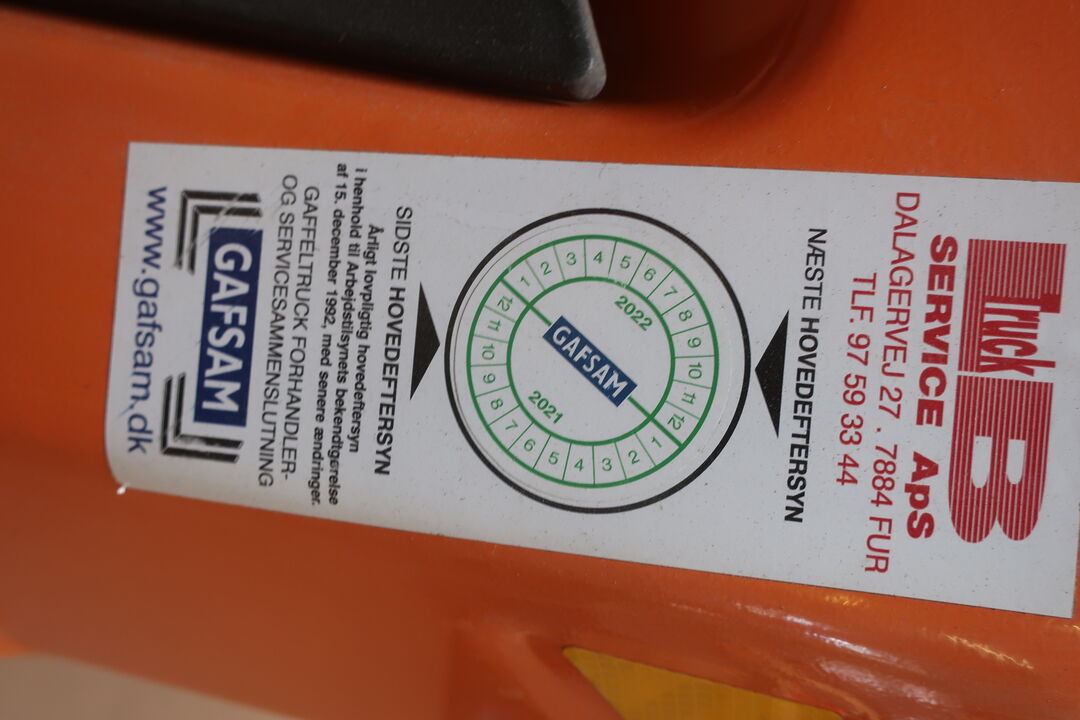 TRUCK B
SERVICE ApS
DALAGERVEJ 27 . 7884 FUR
TLF. 97 59 33 44
NÆSTE HOVEDEFTERSYN
1 2 3 4 5 6 7 8 9 10 11 12
2022
GAFSAM
2021
1 2 3 4 5 6 7 8 9 10 11 12
SIDSTE HOVEDEFTERSYN
Årligt lovpligtig hovedeftersyn
i henhold til Arbejdstilsynets bekendtgørelse
af 15. december 1992, med senere ændringer.
GAFFELTRUCK FORHANDLER-
OG SERVICESAMMENSLUTNING
GAFSAM
www.gafsam.dk